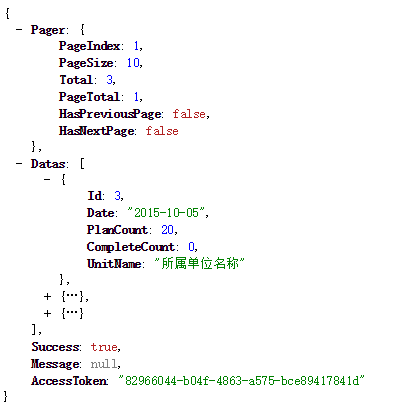 {
- Pager: {
PageIndex: 1,
PageSize: 10,
Total: 3,
PageTotal: 1,
HasPreviousPage: false,
HasNextPage: false
},
- Datas: [
- {
Id: 3,
Date: "2015-10-05",
PlanCount: 20,
CompleteCount: 0,
UnitName: "所属单位名称"
},
+ {…},
+ {…}
],
Success: true,
Message: null,
AccessToken: "82966044-b04f-4863-a575-bce89417841d"
}